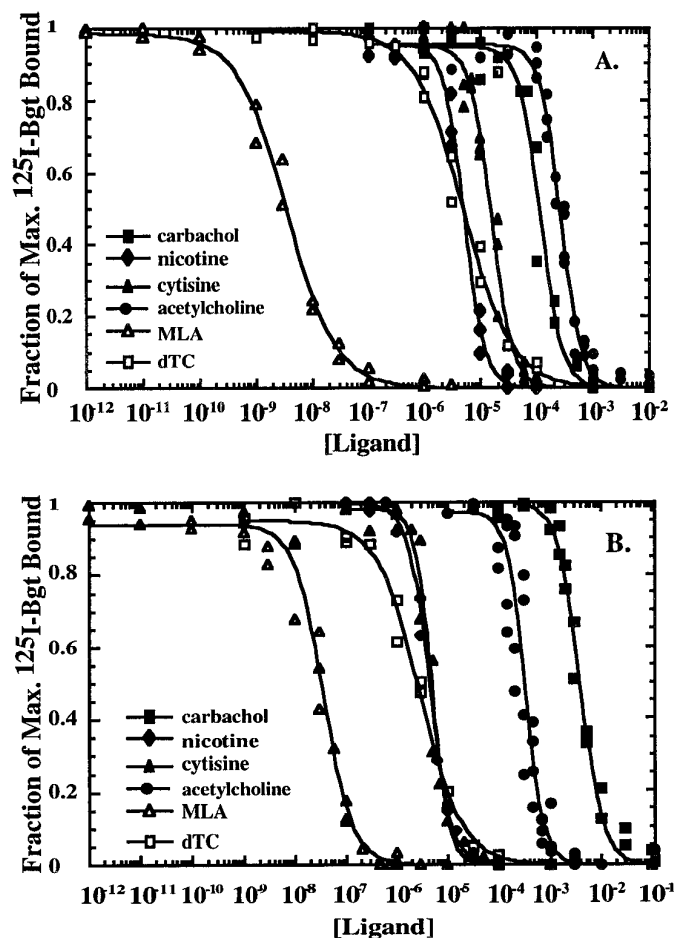 A.
Fraction of Max. ¹²⁵I-Bgt Bound
1
0.8
0.6
0.4
0.2
0
carbachol
nicotine
cytisine
acetylcholine
MLA
dTC
10⁻¹² 10⁻¹¹ 10⁻¹⁰ 10⁻⁹ 10⁻⁸ 10⁻⁷ 10⁻⁶ 10⁻⁵ 10⁻⁴ 10⁻³ 10⁻²
[Ligand]
B.
Fraction of Max. ¹²⁵I-Bgt Bound
1
0.8
0.6
0.4
0.2
0
carbachol
nicotine
cytisine
acetylcholine
MLA
dTC
10⁻¹² 10⁻¹¹ 10⁻¹⁰ 10⁻⁹ 10⁻⁸ 10⁻⁷ 10⁻⁶ 10⁻⁵ 10⁻⁴ 10⁻³ 10⁻² 10⁻¹
[Ligand]